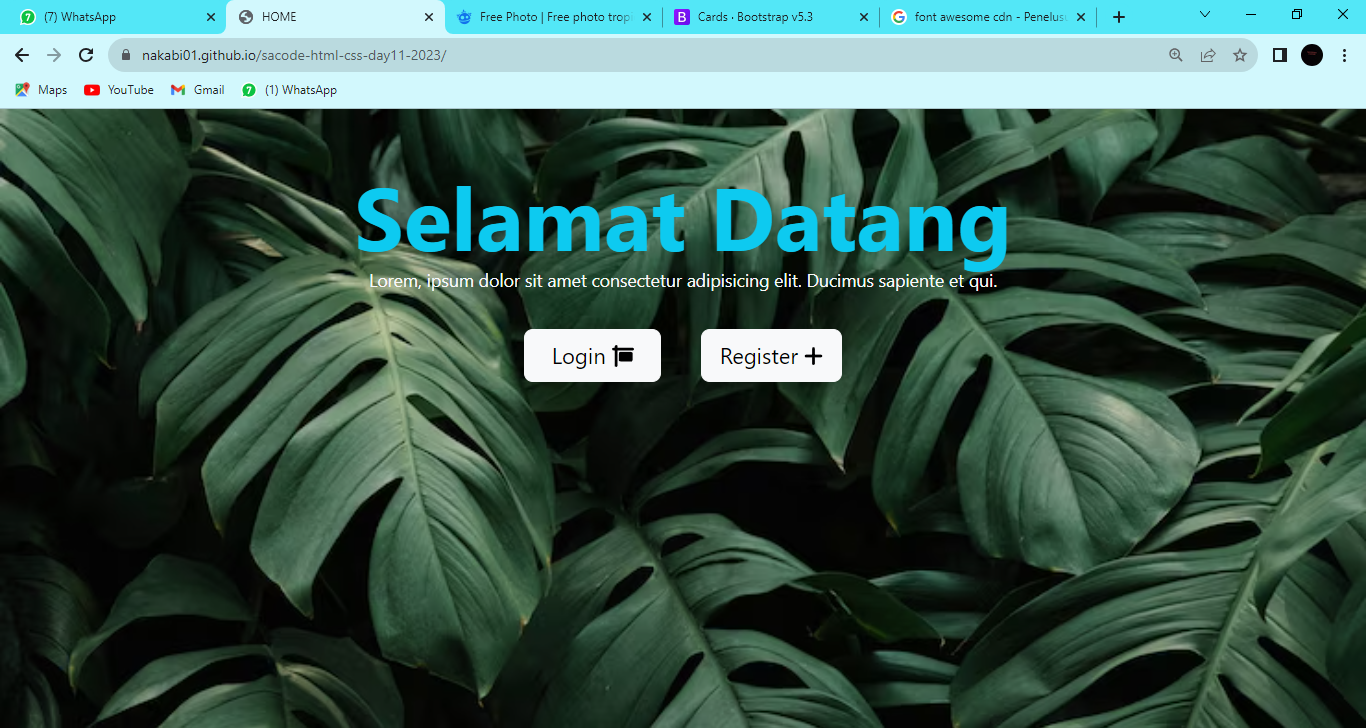 (7) WhatsApp
HOME
Free Photo | Free photo trop
Cards · Bootstrap v5.3
font awesome cdn - Penelus
nakabi01.github.io/sacode-html-css-day11-2023/
Maps
YouTube
Gmail
(1) WhatsApp
Selamat Datang
Lorem, ipsum dolor sit amet consectetur adipisicing elit. Ducimus sapiente et qui.
Login
Register